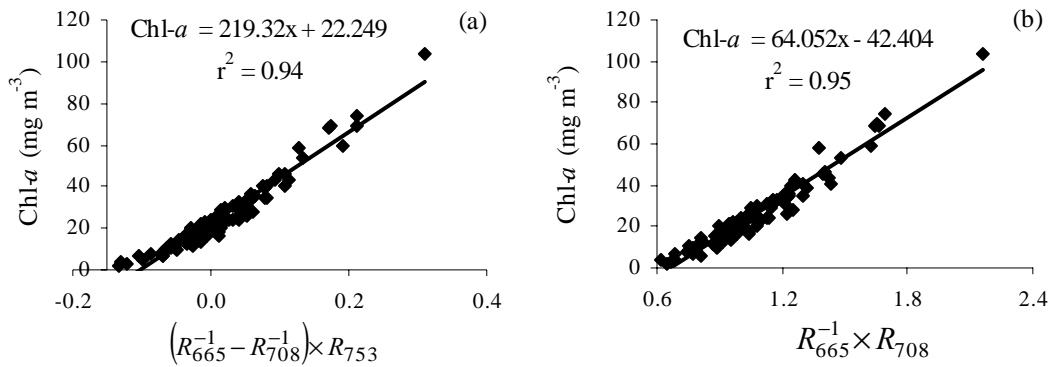 (a)
Chl-a = 219.32x + 22.249
r² = 0.94
Chl-a (mg m⁻³)
120
100
80
60
40
20
0
-0.2 0.0 0.2 0.4
(R₆₆₅⁻¹ − R₇₀₈⁻¹) × R₇₅₃
(b)
Chl-a = 64.052x - 42.404
r² = 0.95
Chl-a (mg m⁻³)
120
100
80
60
40
20
0
0.6 1.2 1.8 2.4
R₆₆₅⁻¹ × R₇₀₈